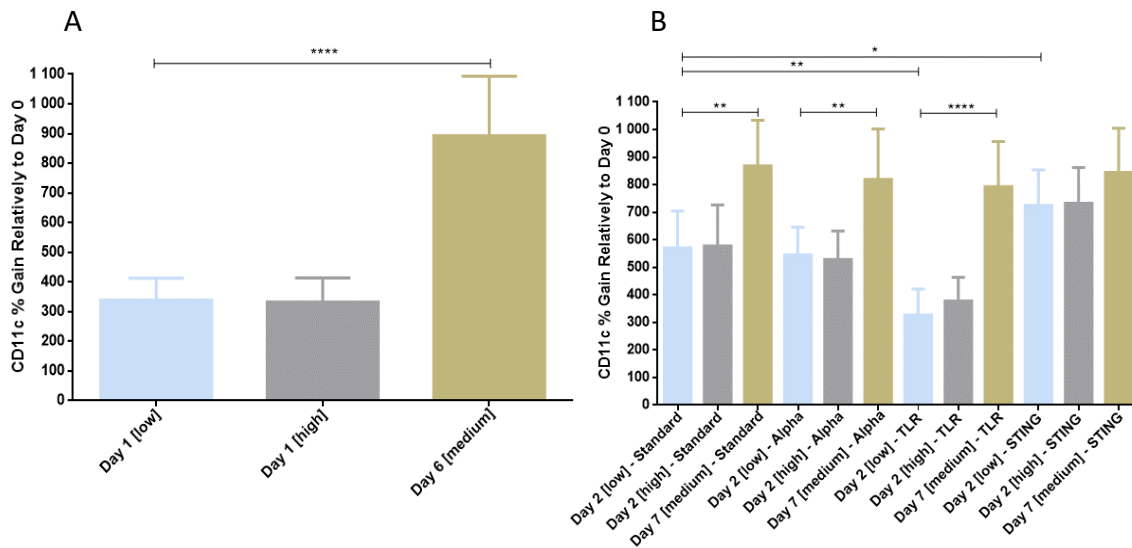 A
CD11c % Gain Relatively to Day 0
1 100
1 000
900
800
700
600
500
400
300
200
100
0
****
Day 1 [low]
Day 1 [high]
Day 6 [medium]
B
CD11c % Gain Relatively to Day 0
1 100
1 000
900
800
700
600
500
400
300
200
100
0
*
**
**
**
****
Day 2 [low] - Standard
Day 2 [high] - Standard
Day 7 [medium] - Standard
Day 2 [low] - Alpha
Day 2 [high] - Alpha
Day 7 [medium] - Alpha
Day 2 [low] - TLR
Day 2 [high] - TLR
Day 7 [medium] - TLR
Day 2 [low] - STING
Day 2 [high] - STING
Day 7 [medium] - STING